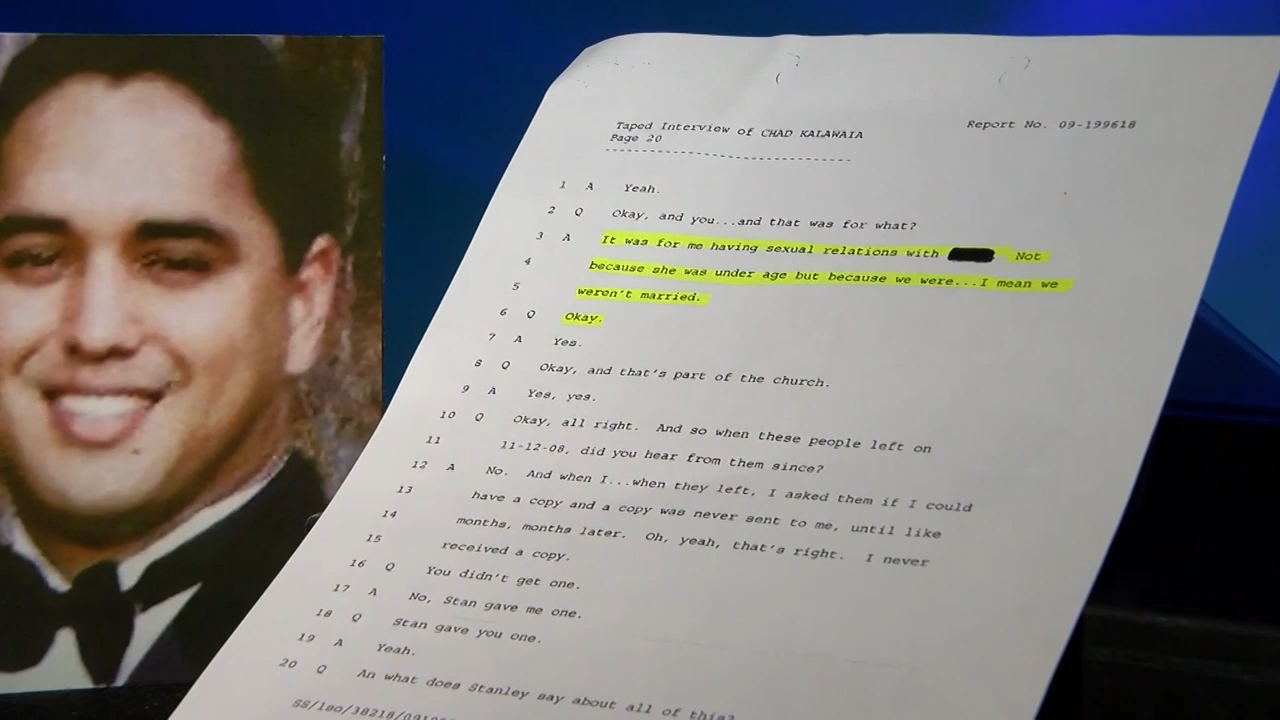 Taped Interview of CHAD KALAWAIA Report No. 09-199618
Page 20
1 A Yeah.
2 Q Okay, and you...and that was for what?
3 A It was for me having sexual relations with Not
4 because she was under age but because we were...I mean we
5 weren't married.
6 Q Okay.
7 A Yes.
8 Q Okay, and that's part of the church.
9 A Yes, yes.
10 Q Okay, all right. And so when these people left on
11 11-12-08, did you hear from them since?
12 A No. And when I...when they left, I asked them if I could
13 have a copy and a copy was never sent to me, until like
14 months, months later. Oh, yeah, that's right. I never
15 received a copy.
16 Q You didn't get one.
17 A No, Stan gave me one.
18 Q Stan gave you one.
19 A Yeah.
20 Q An what does Stanley say about all of this?